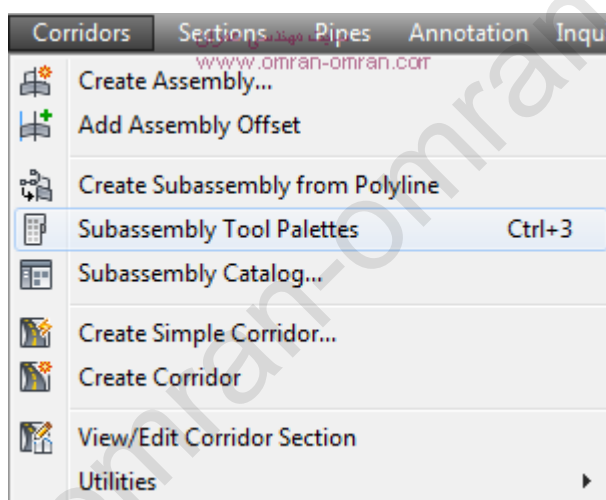 Corridors Sections Pipes Annotation Inqu
www.omran-omran.com
Create Assembly...
Add Assembly Offset
Create Subassembly from Polyline
Subassembly Tool Palettes Ctrl+3
Subassembly Catalog...
Create Simple Corridor...
Create Corridor
View/Edit Corridor Section
Utilities
omran-omran